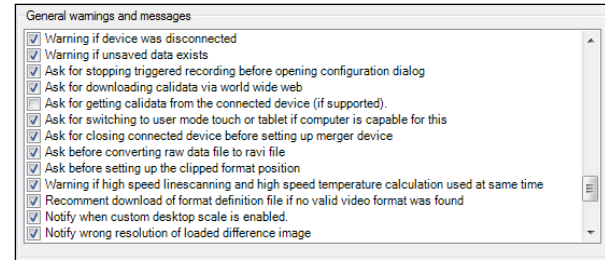 General warnings and messages
Warning if device was disconnected
Warning if unsaved data exists
Ask for stopping triggered recording before opening configuration dialog
Ask for downloading calidata via world wide web
Ask for getting calidata from the connected device (if supported).
Ask for switching to user mode touch or tablet if computer is capable for this
Ask for closing connected device before setting up merger device
Ask before converting raw data file to ravi file
Ask before setting up the clipped format position
Warning if high speed linescanning and high speed temperature calculation used at same time
Recomment download of format definition file if no valid video format was found
Notify when custom desktop scale is enabled.
Notify wrong resolution of loaded difference image